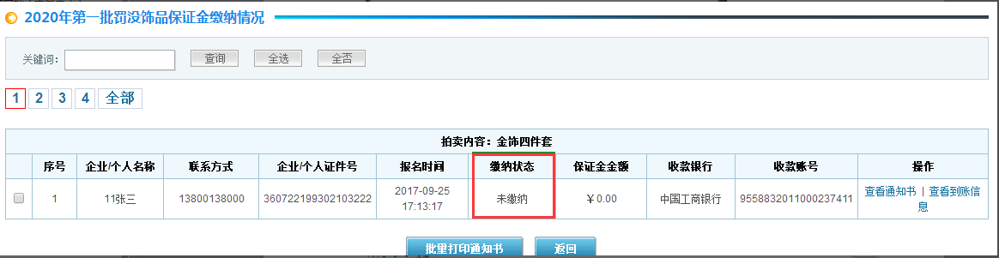 2020年第一批罚没饰品保证金缴纳情况
关键词: 查询 全选 全否
1 2 3 4 全部
拍卖内容：金饰四件套
序号 企业/个人名称 联系方式 企业/个人证件号 报名时间 缴纳状态 保证金金额 收款银行 收款账号 操作
1 11张三 13800138000 360722199302103222 2017-09-25 17:13:17 未缴纳 ￥0.00 中国工商银行 9558832011000237411 查看通知书 | 查看到账信息
批量打印通知书 返回